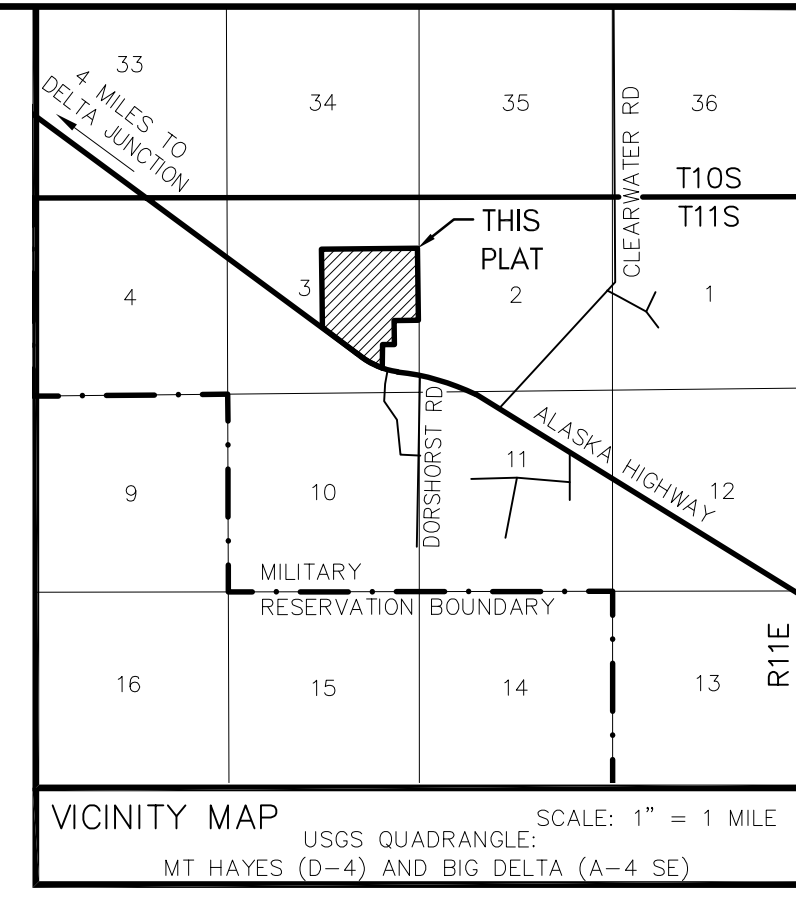 33
34
35
36
4 MILES TO
DELTA JUNCTION
CLEARWATER RD
T10S
T11S
THIS
PLAT
4
3
2
1
DORSHORST RD
ALASKA HIGHWAY
9
10
11
12
MILITARY
RESERVATION BOUNDARY
R11E
16
15
14
13
VICINITY MAP
SCALE: 1" = 1 MILE
USGS QUADRANGLE:
MT HAYES (D-4) AND BIG DELTA (A-4 SE)